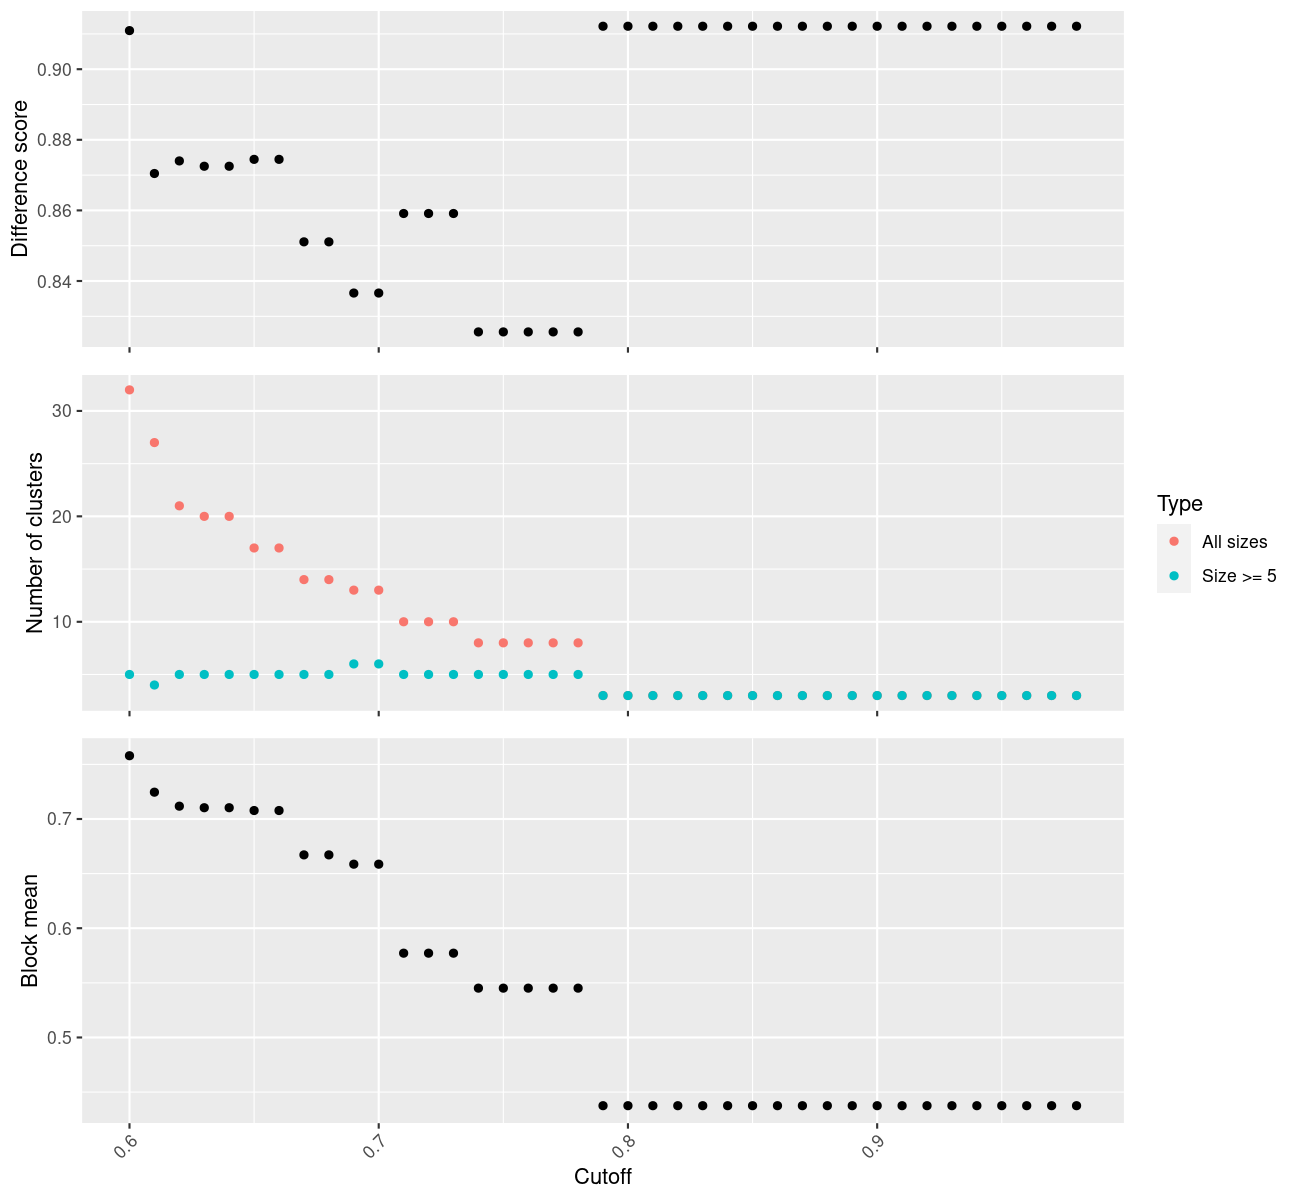 Difference score
0.90
0.88
0.86
0.84
Number of clusters
30
20
10
Type
All sizes
Size >= 5
Block mean
0.7
0.6
0.5
0.6
0.7
0.8
0.9
Cutoff